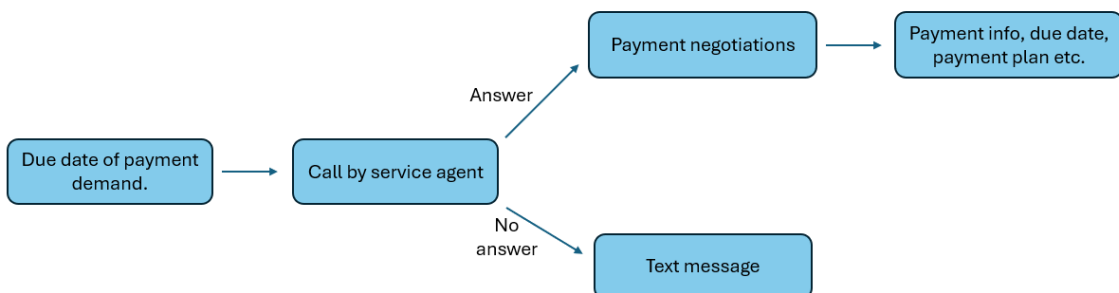 Due date of payment
demand.
Call by service agent
Answer
Payment negotiations
Payment info, due date,
payment plan etc.
No
answer
Text message